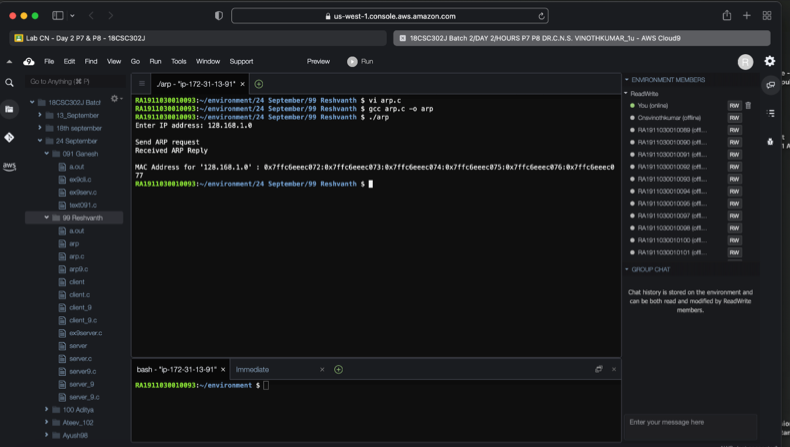 us-west-1.console.aws.amazon.com
Lab CN - Day 2 P7 & P8 - 18CSC302J
18CSC302J Batch 2/DAY 2/HOURS P7 P8 DR.C.N.S. VINOTHKUMAR_1u - AWS Cloud9
File Edit Find View Go Run Tools Window Support Preview Run
Go to Anything (⌘ P)
18CSC302J Batcl
13_September
18th september
24 September
091 Ganesh
a.out
ex9cli.c
ex9serv.c
text091.c
99 Reshvanth
a.out
arp
arp.c
arp9.c
client
client.c
client_9
client_9.c
ex9server.c
server
server.c
server9.c
server_9
server_9.c
100 Aditya
Ateev_102
Ayush98
aws
./arp - "ip-172-31-13-91"
RA1911030010093:~/environment/24 September/99 Reshvanth $ vi arp.c
RA1911030010093:~/environment/24 September/99 Reshvanth $ gcc arp.c -o arp
RA1911030010093:~/environment/24 September/99 Reshvanth $ ./arp
Enter IP address: 128.168.1.0
Send ARP request
Received ARP Reply
MAC Address for '128.168.1.0' : 0x7ffc6eeec072:0x7ffc6eeec073:0x7ffc6eeec074:0x7ffc6eeec075:0x7ffc6eeec076:0x7ffc6eeec0
77
RA1911030010093:~/environment/24 September/99 Reshvanth $
bash - "ip-172-31-13-91" Immediate
RA1911030010093:~/environment $
ENVIRONMENT MEMBERS
ReadWrite
You (online) RW
Cnsvinothkumar (offline) RW
RA1911030010089 (offl... RW
RA1911030010090 (offl... RW
RA1911030010091 (offl... RW
RA1911030010092 (offl... RW
RA1911030010094 (offl... RW
RA1911030010095 (offl... RW
RA1911030010097 (offl... RW
RA1911030010098 (offl... RW
RA1911030010100 (offl... RW
RA1911030010101 (offl... RW
GROUP CHAT
Chat history is stored on the environment and
can be both read and modified by ReadWrite
members.
Enter your message here